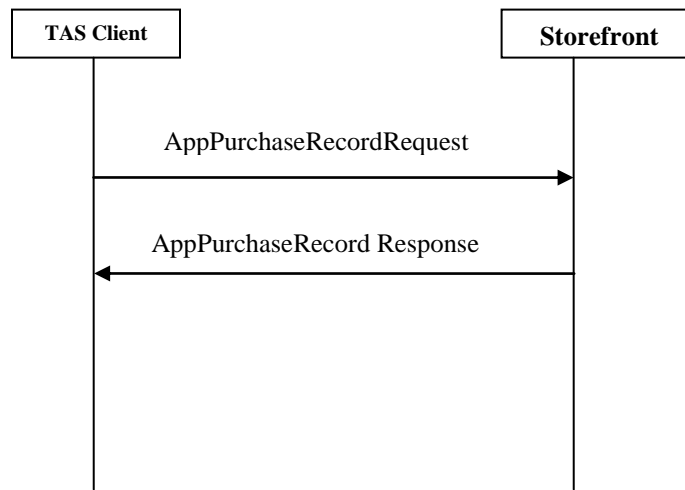 TAS Client
Storefront
AppPurchaseRecordRequest
AppPurchaseRecord Response